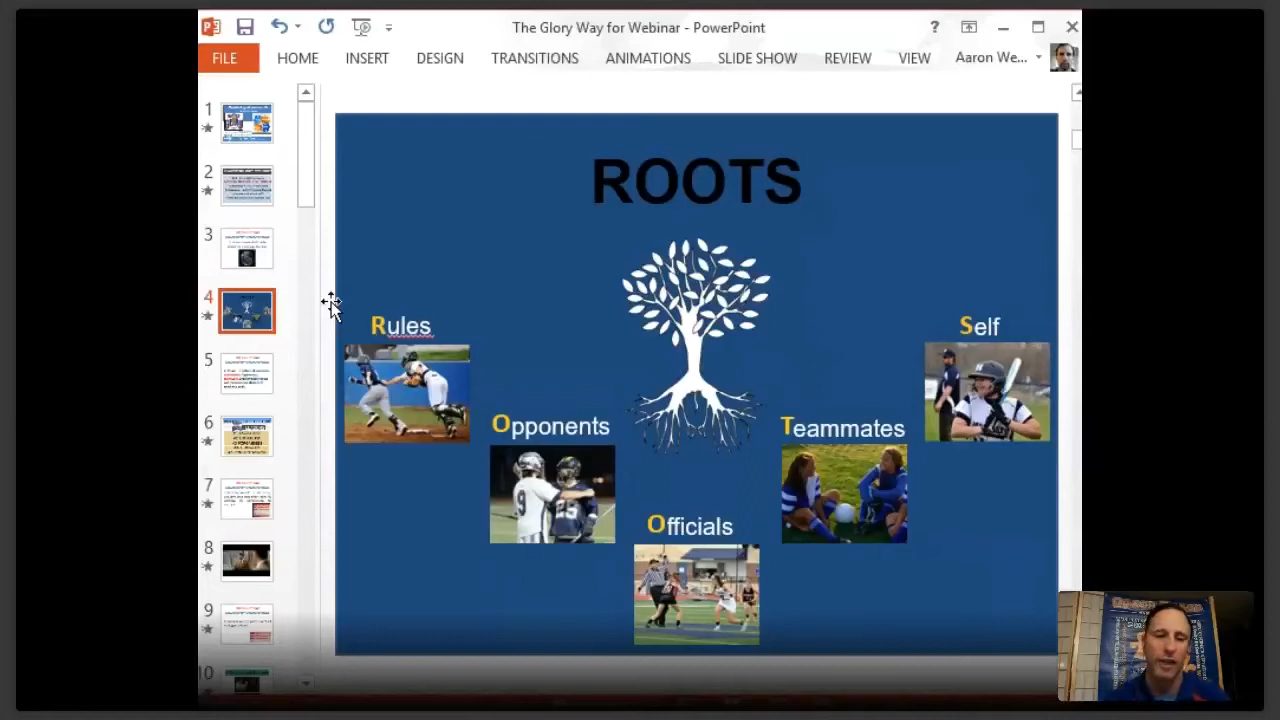 The Glory Way for Webinar - PowerPoint
?
FILE HOME INSERT DESIGN TRANSITIONS ANIMATIONS SLIDE SHOW REVIEW VIEW Aaron We...
1
2
3
4
5
6
7
8
9
10
ROOTS
Rules
Self
Opponents
Teammates
Officials